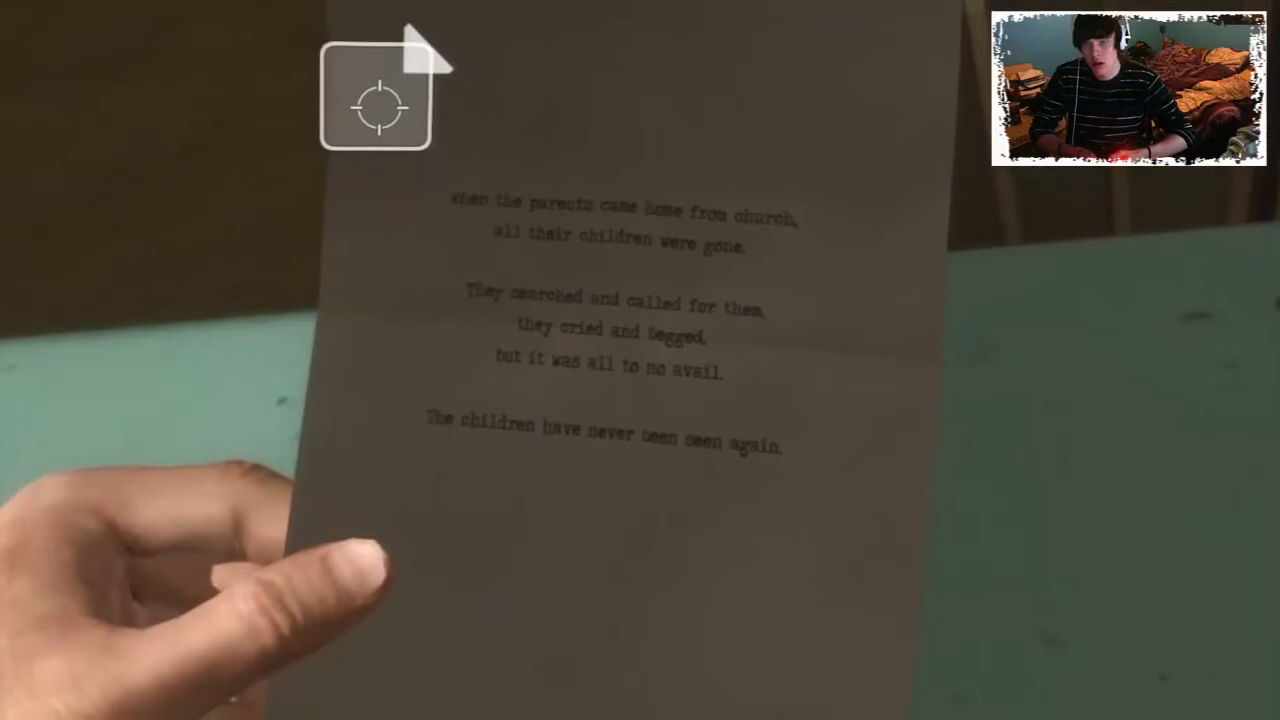 when the parents came home from church,
all their children were gone.
They searched and called for them,
they cried and begged,
but it was all to no avail.
The children have never been seen again.